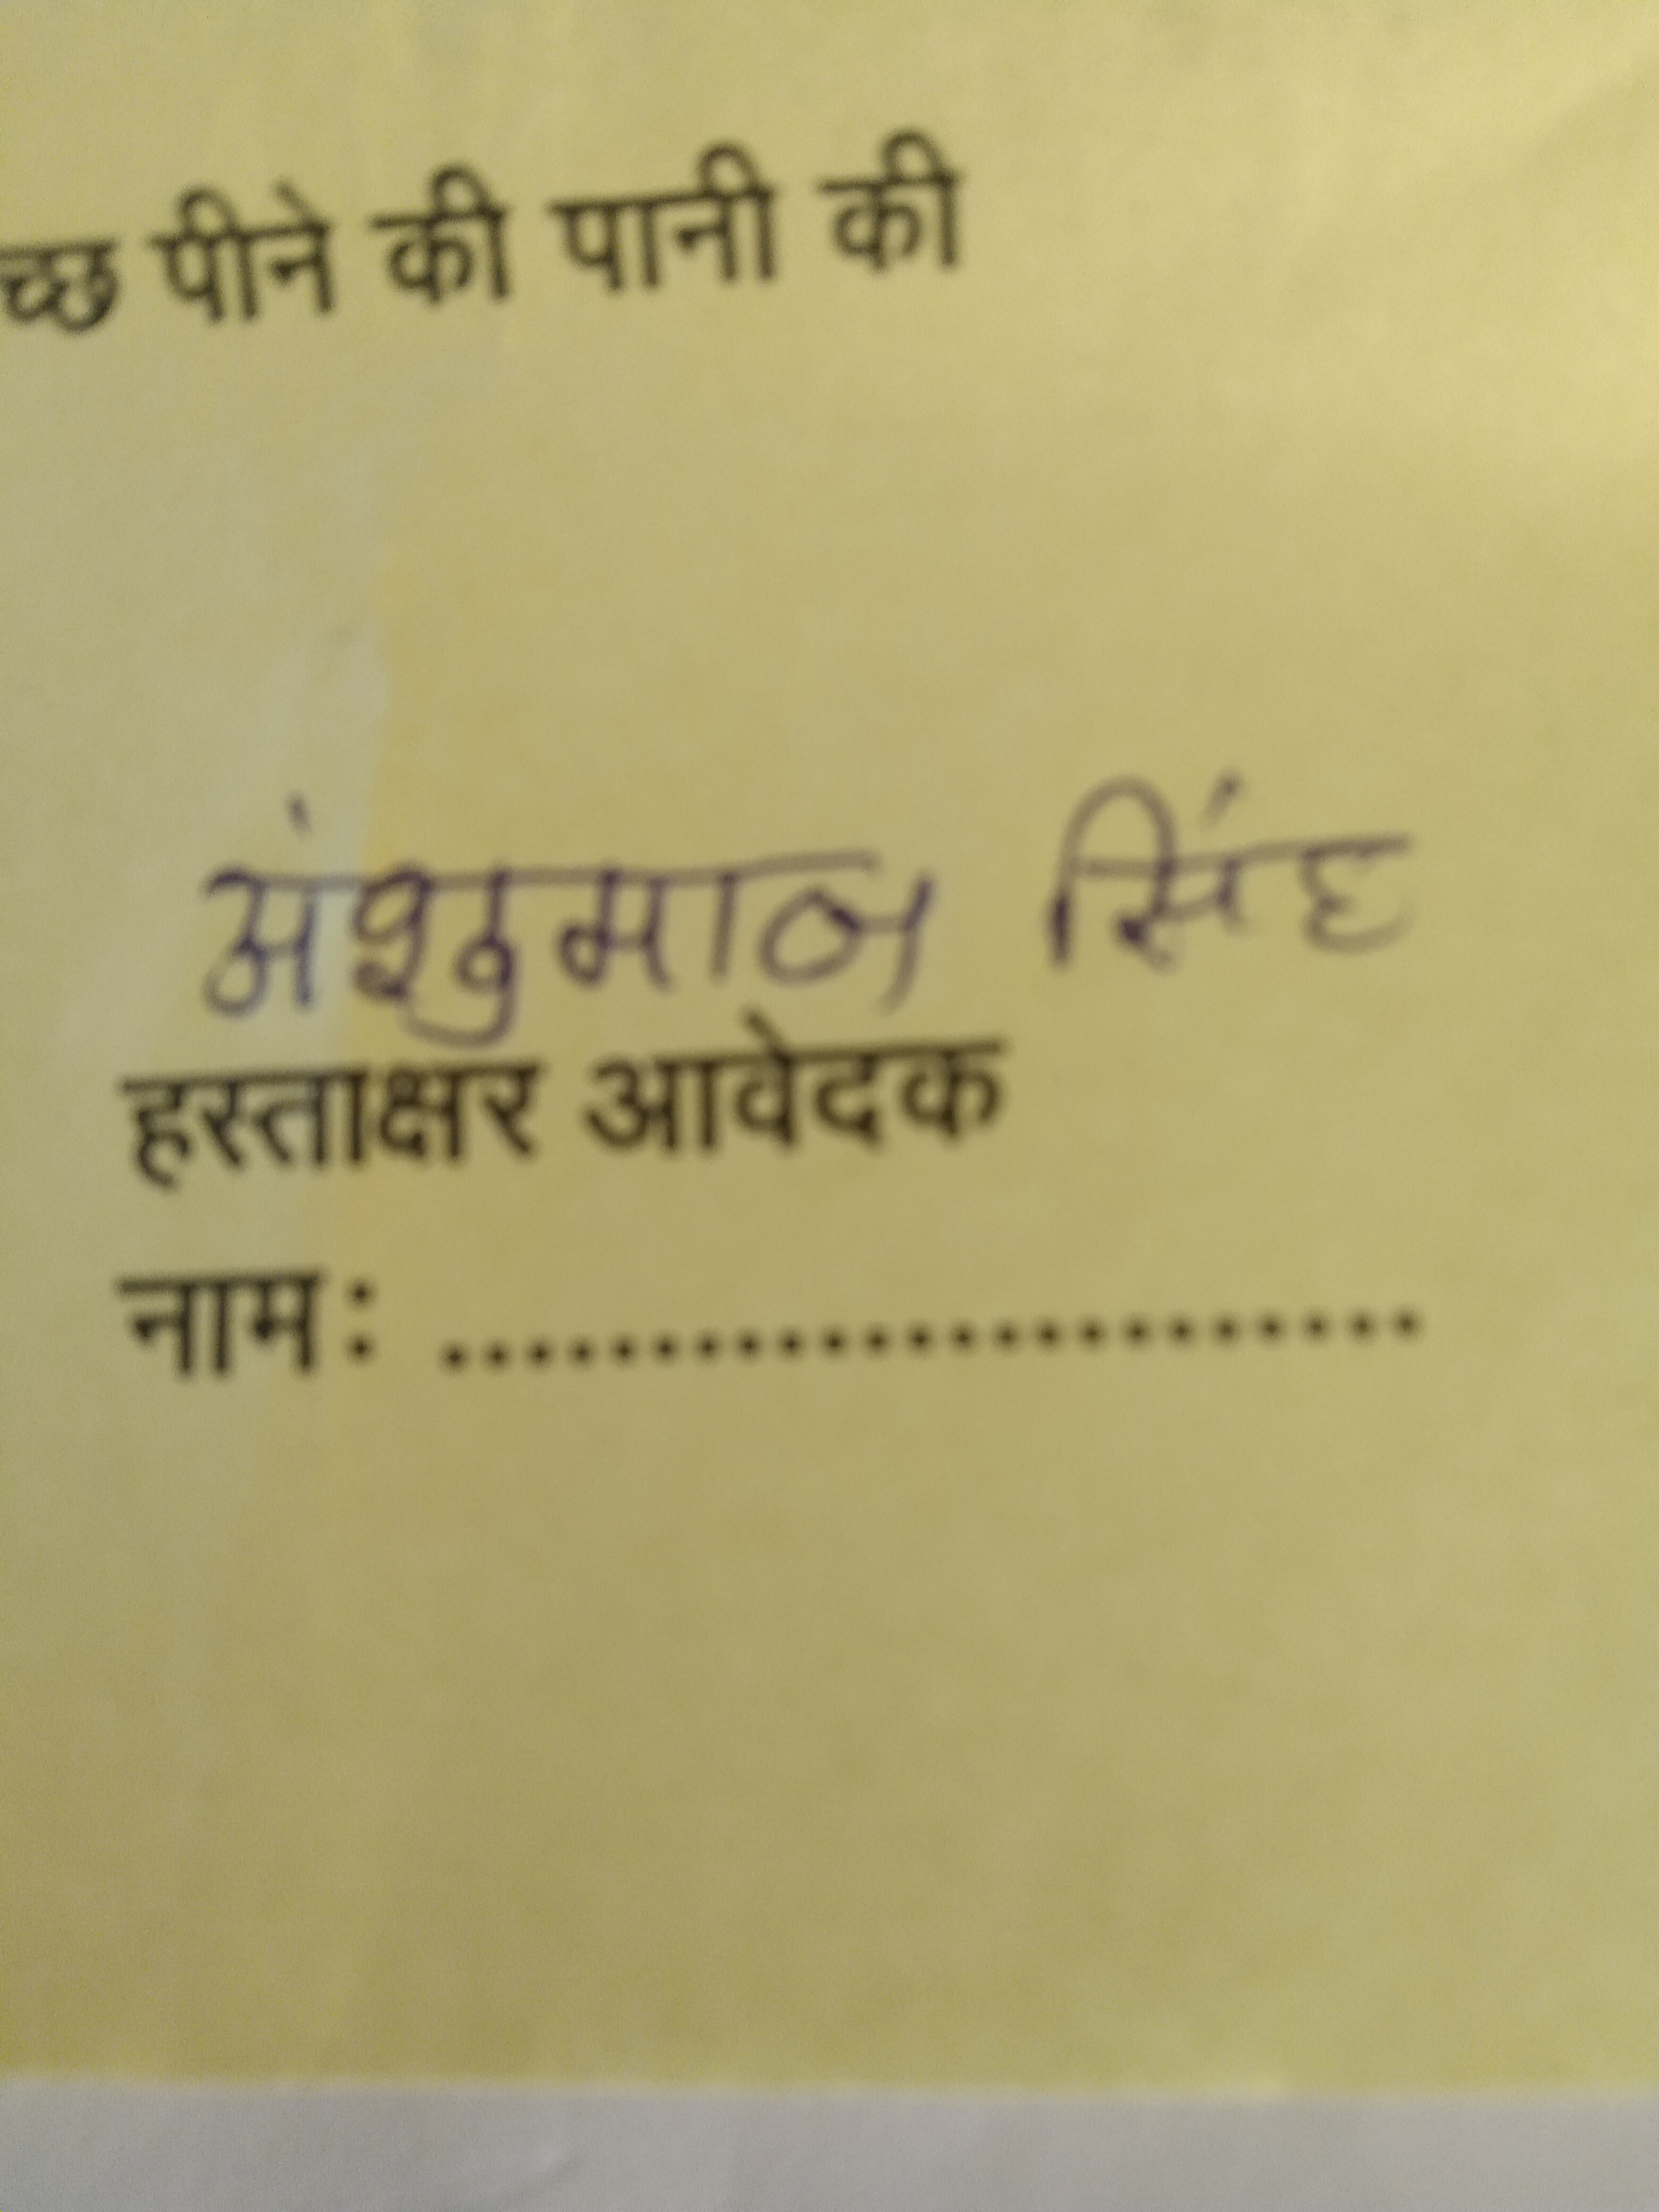 च्छ पीने की पानी की
अंशुमान सिंह
हस्ताक्षर आवेदक
नाम: ..........................